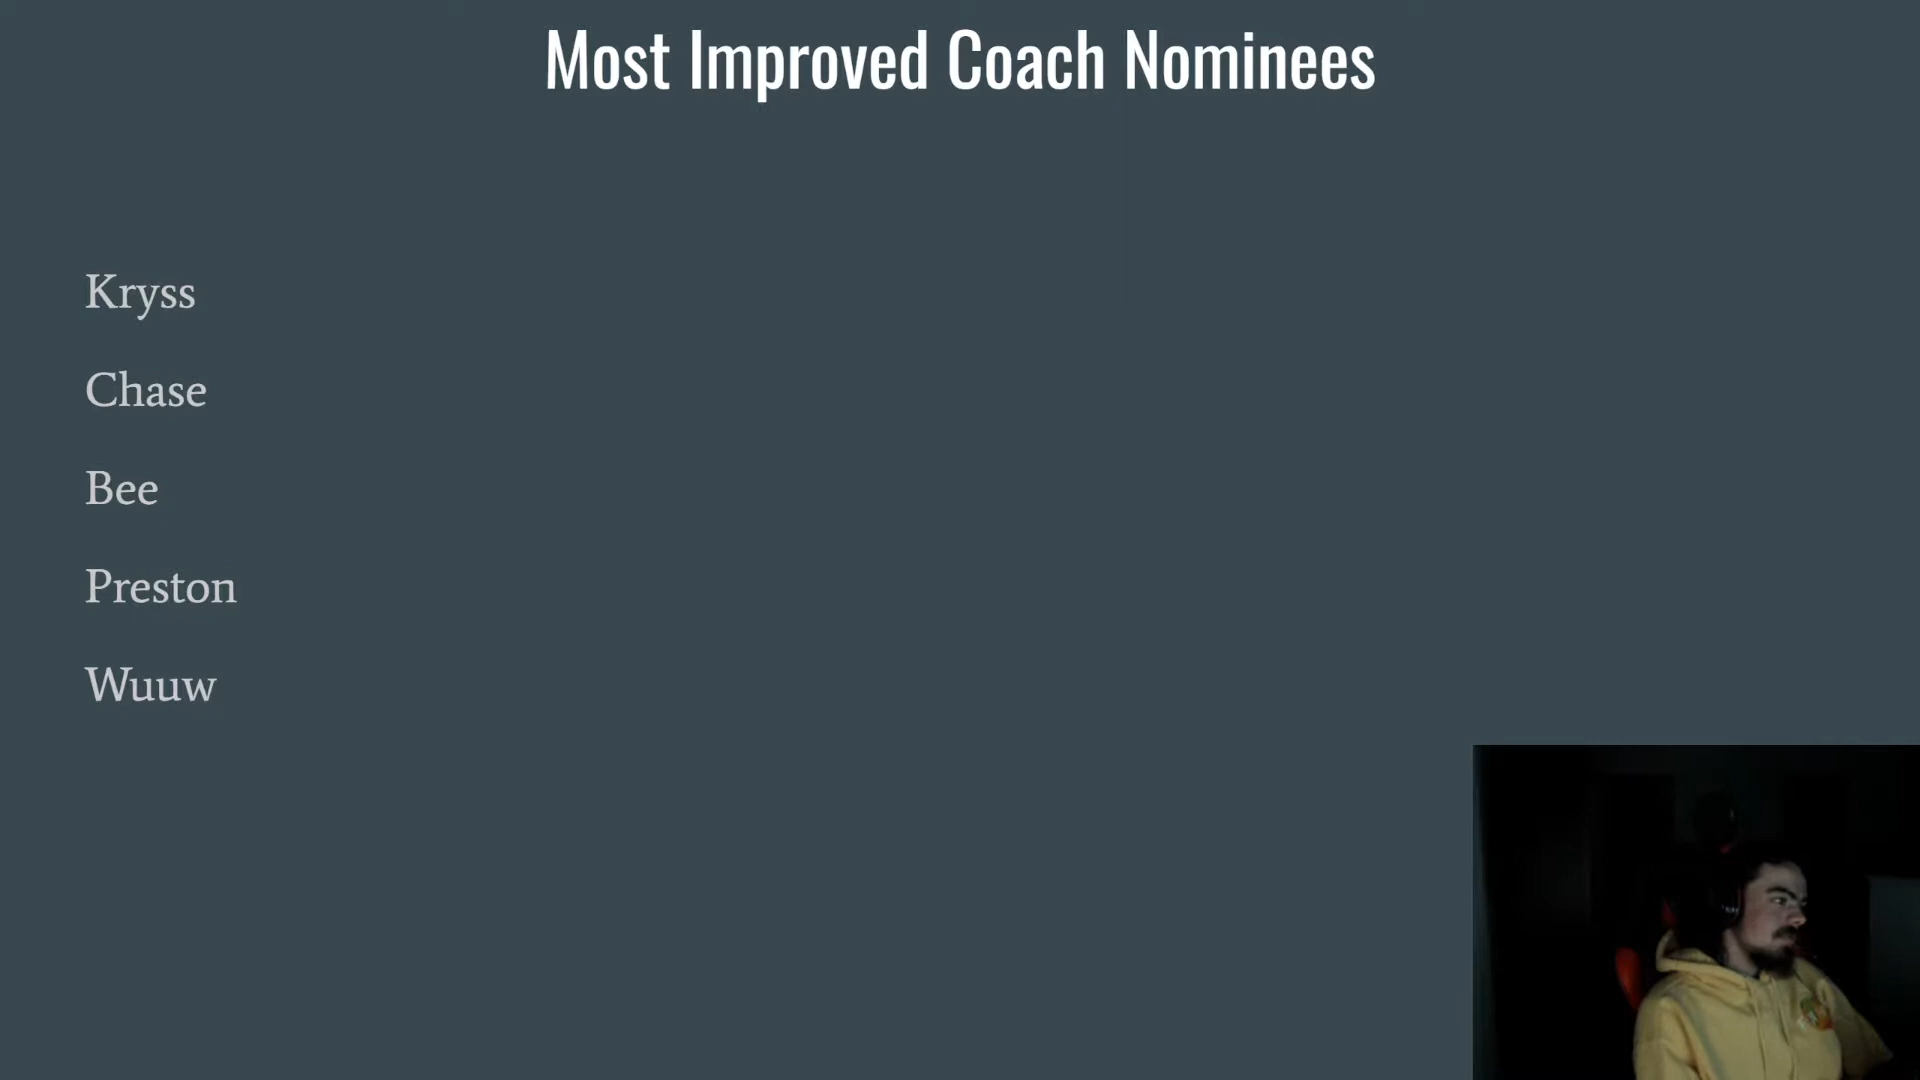 Most Improved Coach Nominees
Kryss
Chase
Bee
Preston
Wuuw